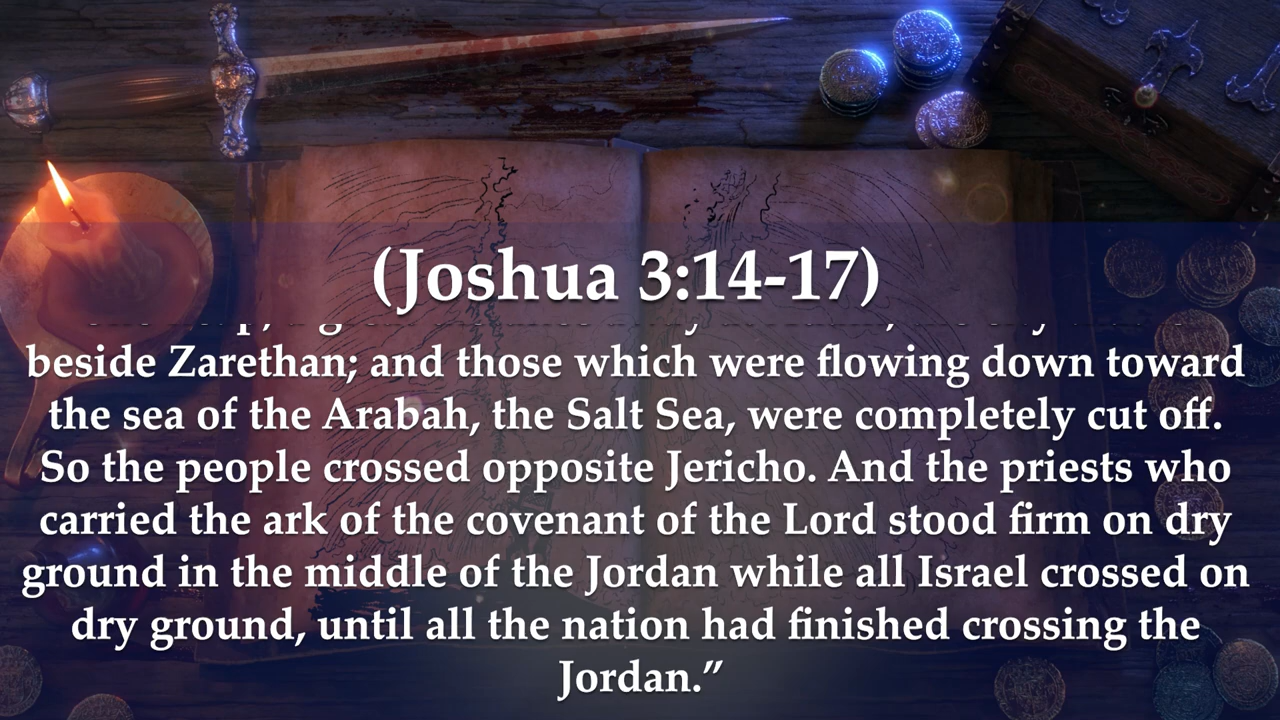 (Joshua 3:14-17)
beside Zarethan; and those which were flowing down toward
the sea of the Arabah, the Salt Sea, were completely cut off.
So the people crossed opposite Jericho. And the priests who
carried the ark of the covenant of the Lord stood firm on dry
ground in the middle of the Jordan while all Israel crossed on
dry ground, until all the nation had finished crossing the
Jordan.”